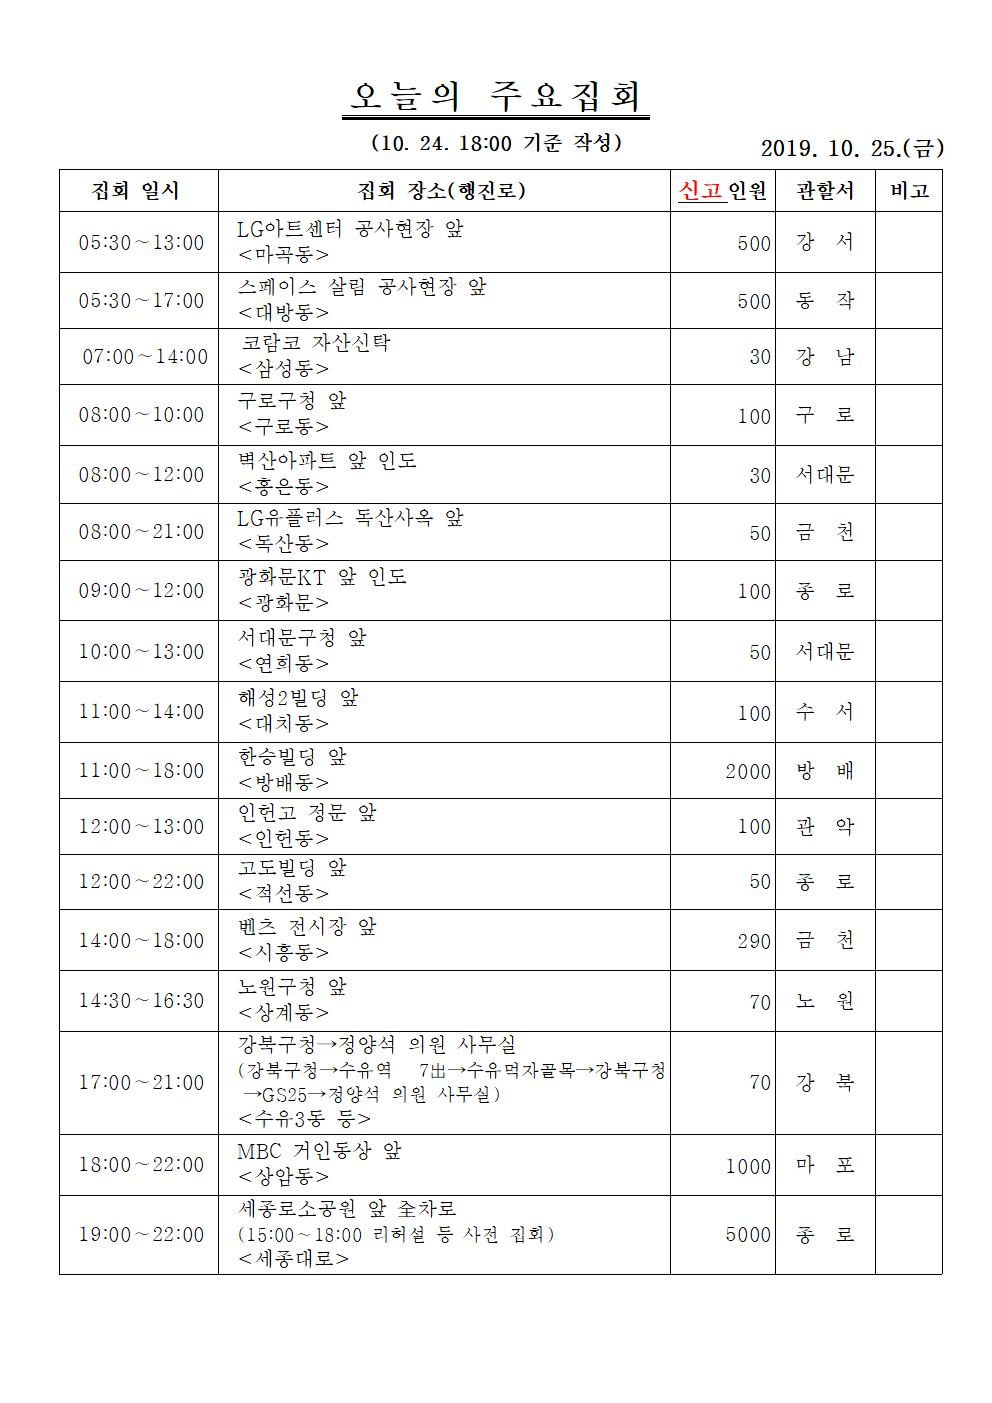 오늘의 주요집회
(10. 24. 18:00 기준 작성)
2019. 10. 25.(금)
집회 일시 집회 장소(행진로) 신고인원 관할서 비고
05:30~13:00 LG아트센터 공사현장 앞 <마곡동> 500 강 서
05:30~17:00 스페이스 살림 공사현장 앞 <대방동> 500 동 작
07:00~14:00 코람코 자산신탁 <삼성동> 30 강 남
08:00~10:00 구로구청 앞 <구로동> 100 구 로
08:00~12:00 벽산아파트 앞 인도 <홍은동> 30 서대문
08:00~21:00 LG유플러스 독산사옥 앞 <독산동> 50 금 천
09:00~12:00 광화문KT 앞 인도 <광화문> 100 종 로
10:00~13:00 서대문구청 앞 <연희동> 50 서대문
11:00~14:00 해성2빌딩 앞 <대치동> 100 수 서
11:00~18:00 한승빌딩 앞 <방배동> 2000 방 배
12:00~13:00 인헌고 정문 앞 <인헌동> 100 관 악
12:00~22:00 고도빌딩 앞 <적선동> 50 종 로
14:00~18:00 벤츠 전시장 앞 <시흥동> 290 금 천
14:30~16:30 노원구청 앞 <상계동> 70 노 원
17:00~21:00 강북구청→정양석 의원 사무실
(강북구청→수유역 7出→수유먹자골목→강북구청
→GS25→정양석 의원 사무실)
<수유3동 등> 70 강 북
18:00~22:00 MBC 거인동상 앞 <상암동> 1000 마 포
19:00~22:00 세종로소공원 앞 全차로
(15:00~18:00 리허설 등 사전 집회)
<세종대로> 5000 종 로